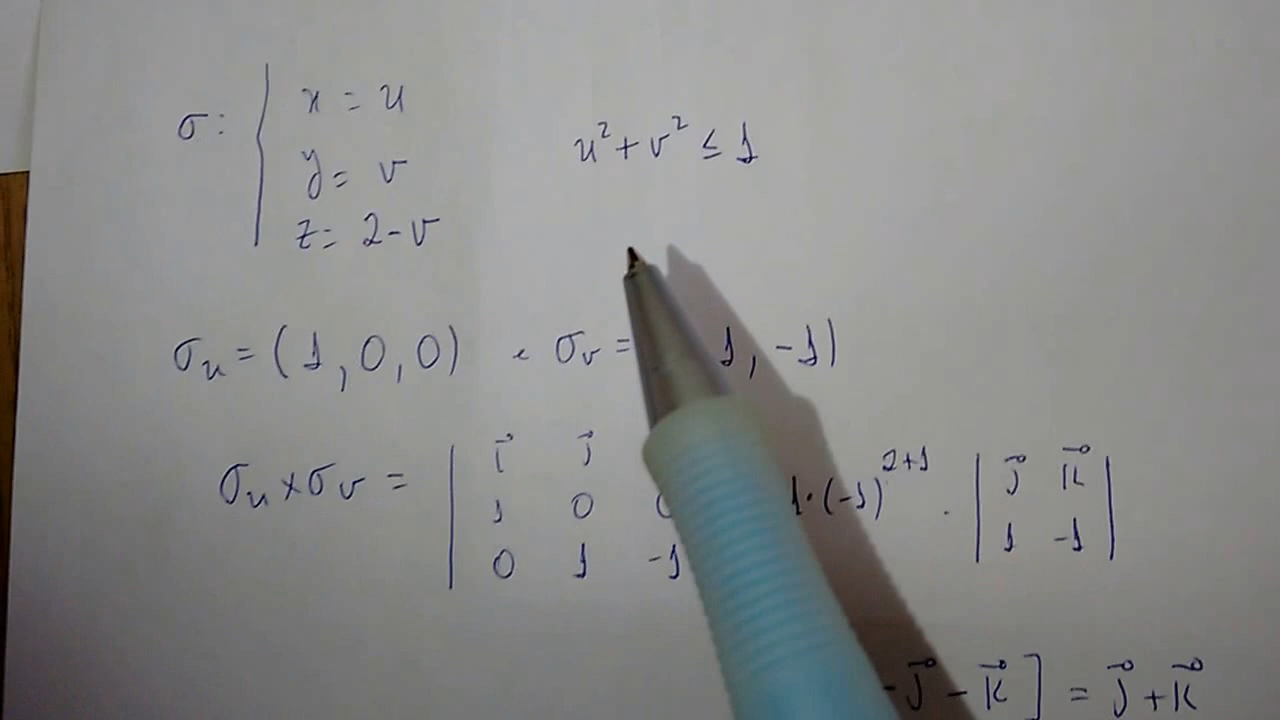 σ: x = u
y = v u² + v² ≤ 1
z = 2 - v
σᵤ = (1, 0, 0) e σᵥ = 1, -1)
σᵤ × σᵥ = | i⃗ j⃗ 1·(-1)²⁺¹ · | j⃗ k⃗ |
1 0 0 1 -1 |
0 1 -1
- j⃗ - k⃗ ] = j⃗ + k⃗